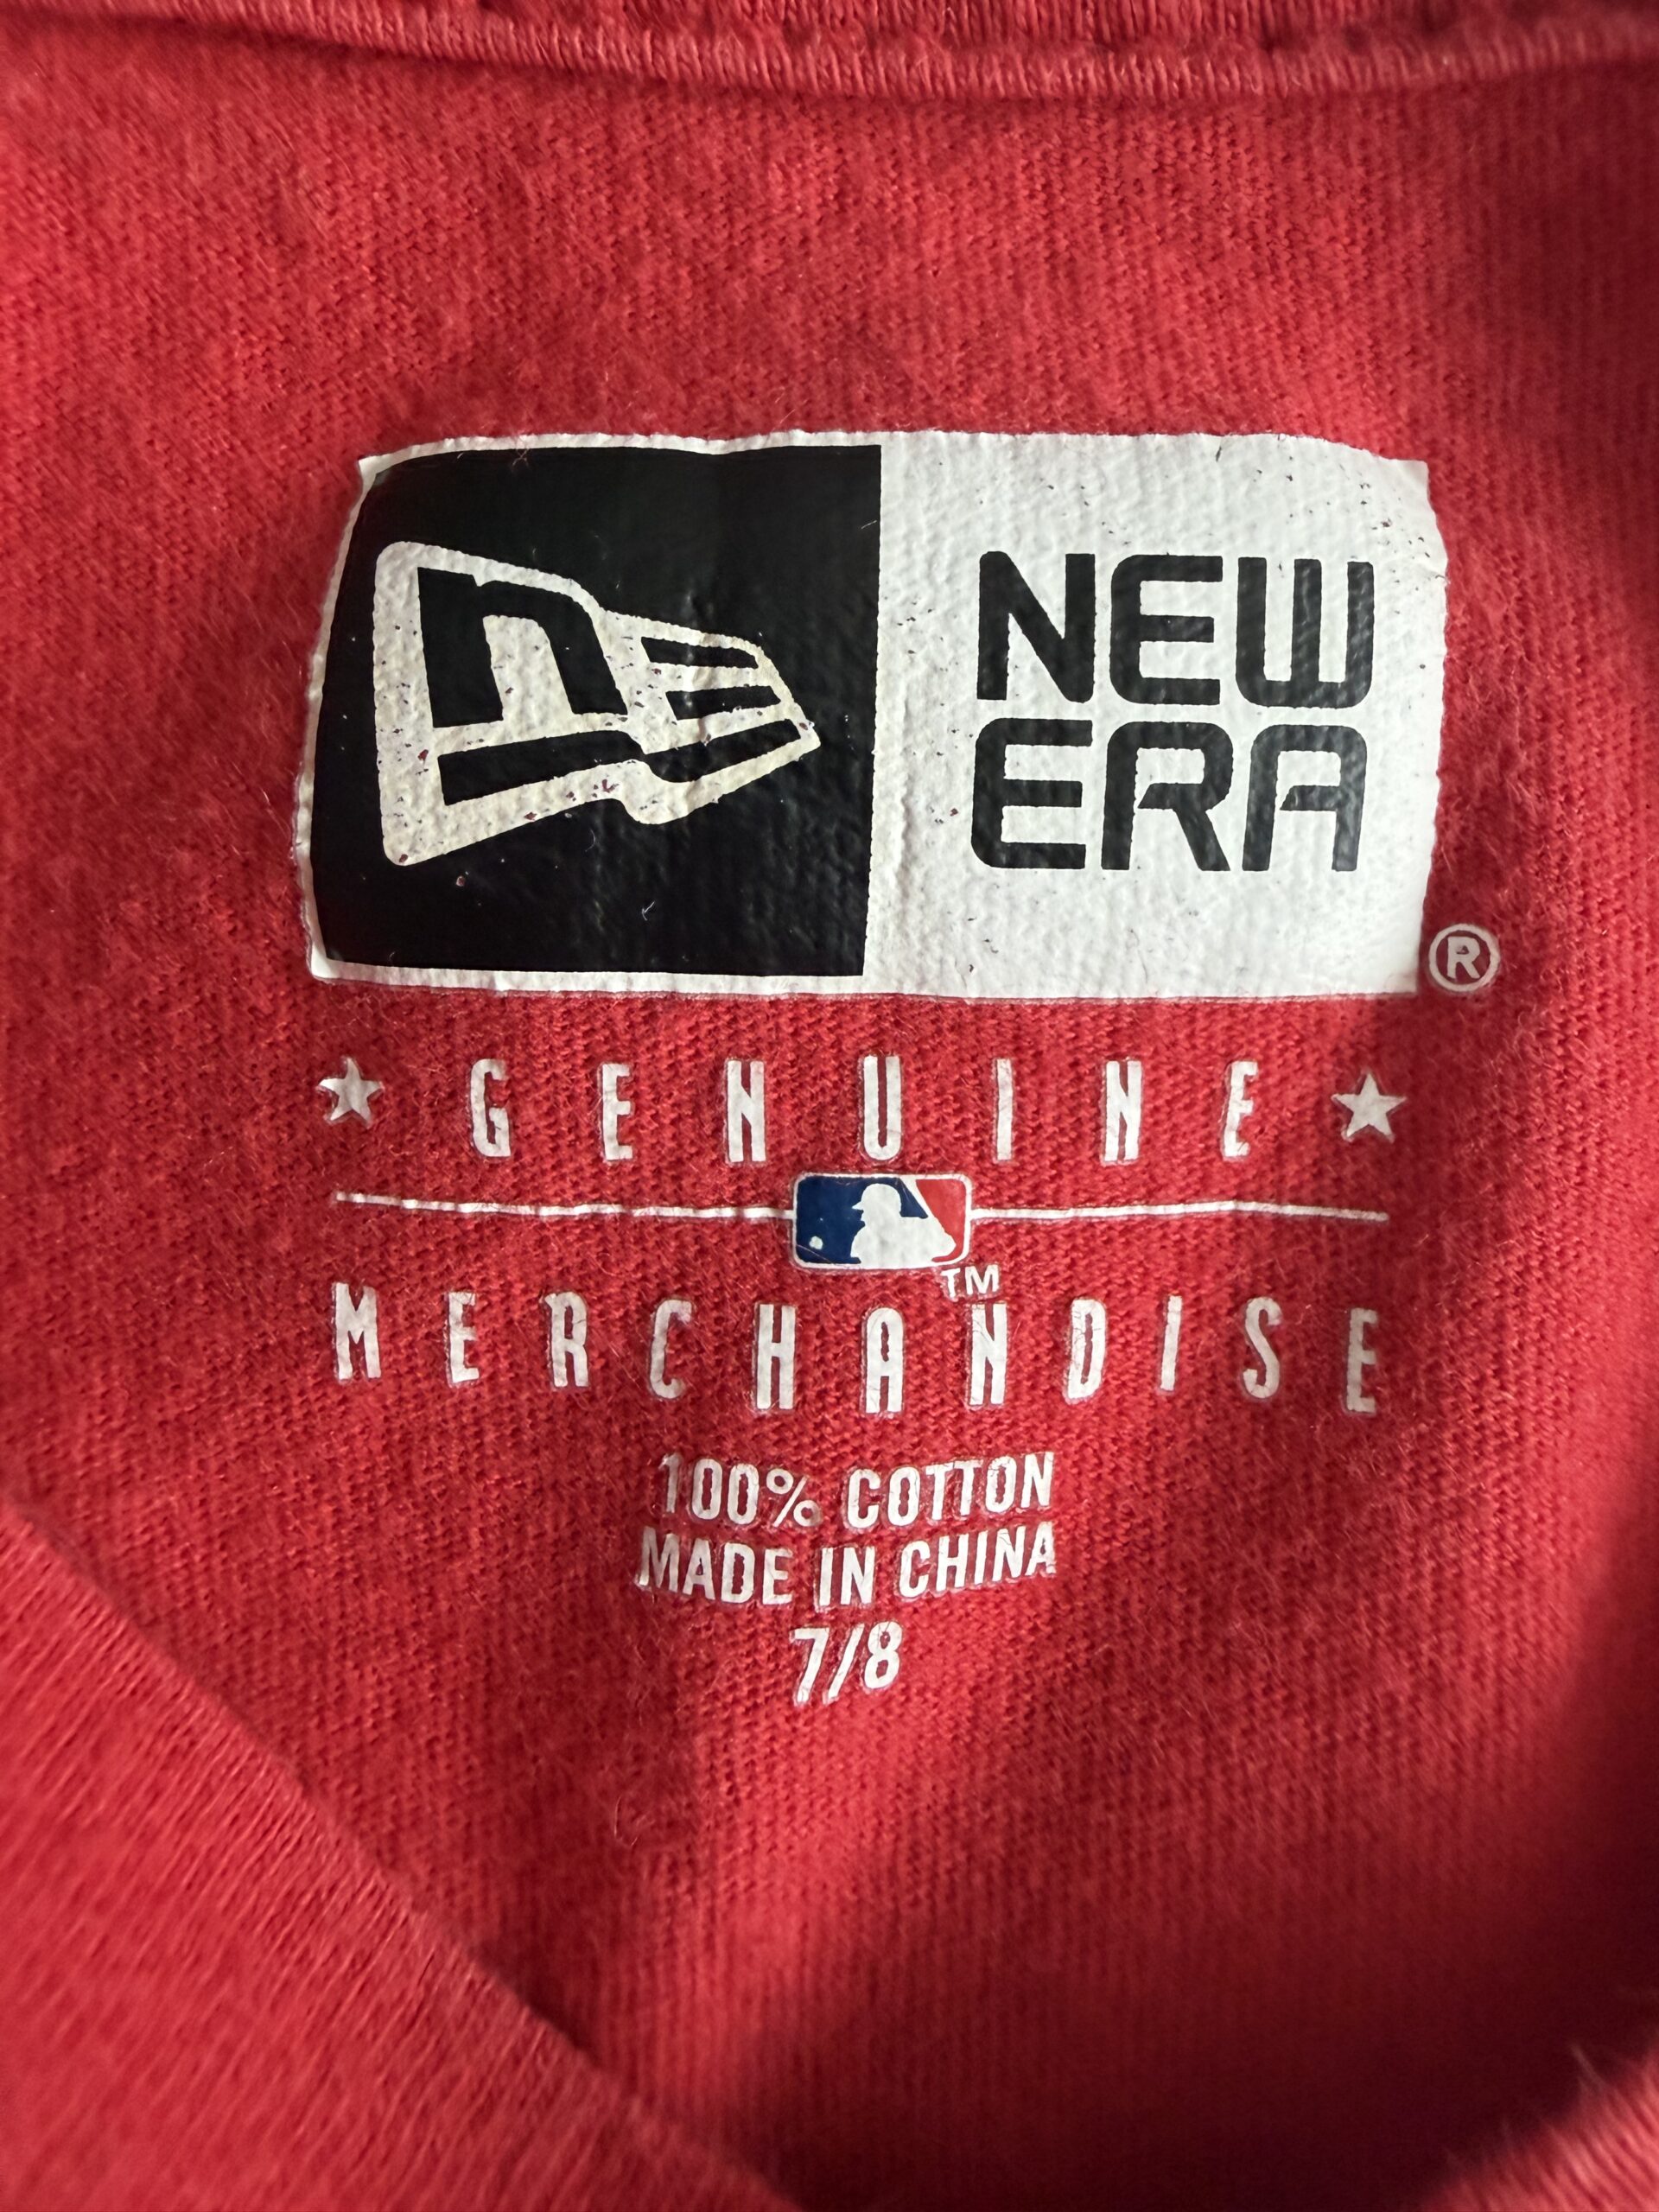 NEW
ERA
®
★ GENUINE ★
TM
MERCHANDISE
100% COTTON
MADE IN CHINA
7/8